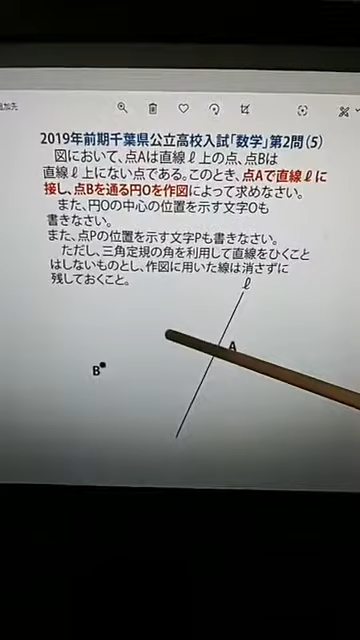 追加先
2019年前期千葉県公立高校入試「数学」第2問(5)
図において、点Aは直線ℓ上の点、点Bは
直線ℓ上にない点である。このとき、点Aで直線ℓに
接し、点Bを通る円Oを作図によって求めなさい。
また、円Oの中心の位置を示す文字Oも
書きなさい。
また、点Pの位置を示す文字Pも書きなさい。
ただし、三角定規の角を利用して直線をひくこと
はしないものとし、作図に用いた線は消さずに
残しておくこと。
ℓ
A
B